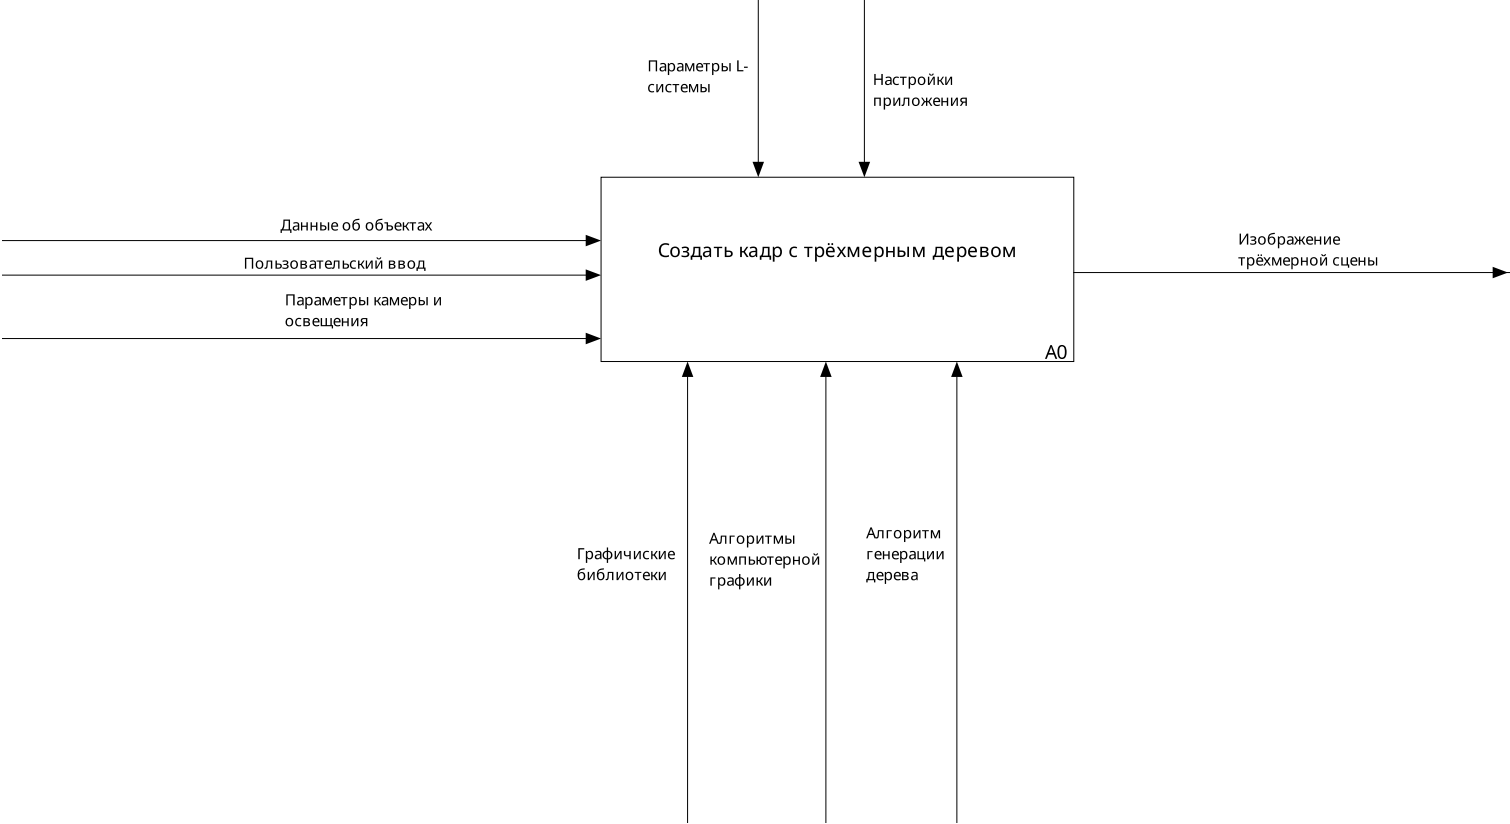 Параметры L-
системы
Настройки
приложения
Данные об объектах
Пользовательский ввод
Параметры камеры и
освещения
Создать кадр с трёхмерным деревом
A0
Изображение
трёхмерной сцены
Графичиские
библиотеки
Алгоритмы
компьютерной
графики
Алгоритм
генерации
дерева